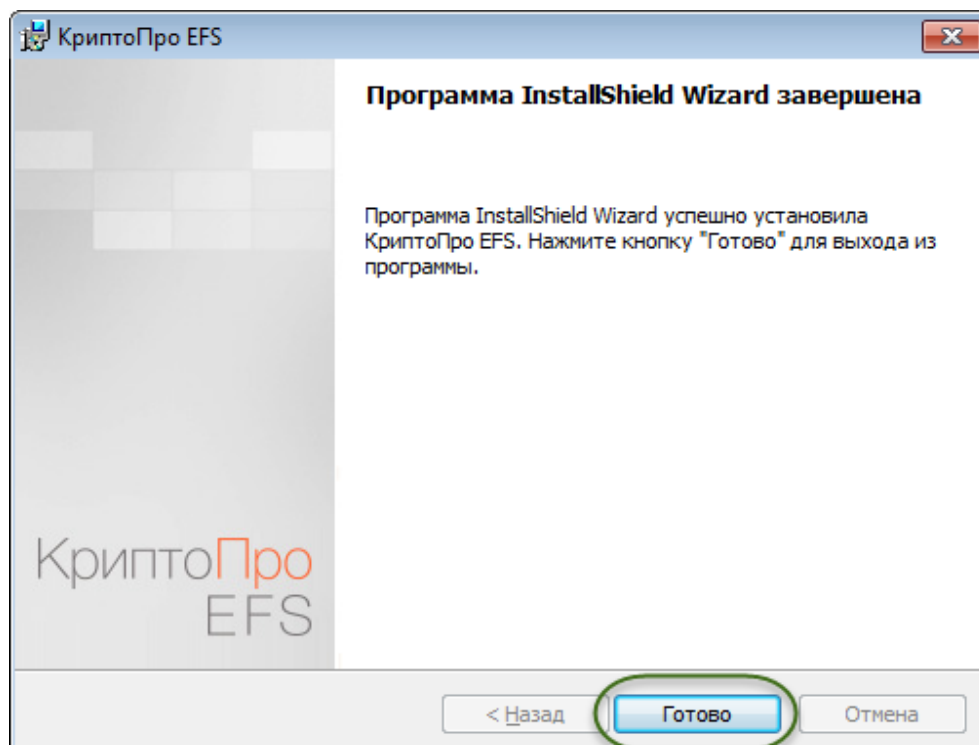 КриптоПро EFS
Программа InstallShield Wizard завершена
Программа InstallShield Wizard успешно установила
КриптоПро EFS. Нажмите кнопку "Готово" для выхода из
программы.
КриптоПро
EFS
< Назад
Готово
Отмена